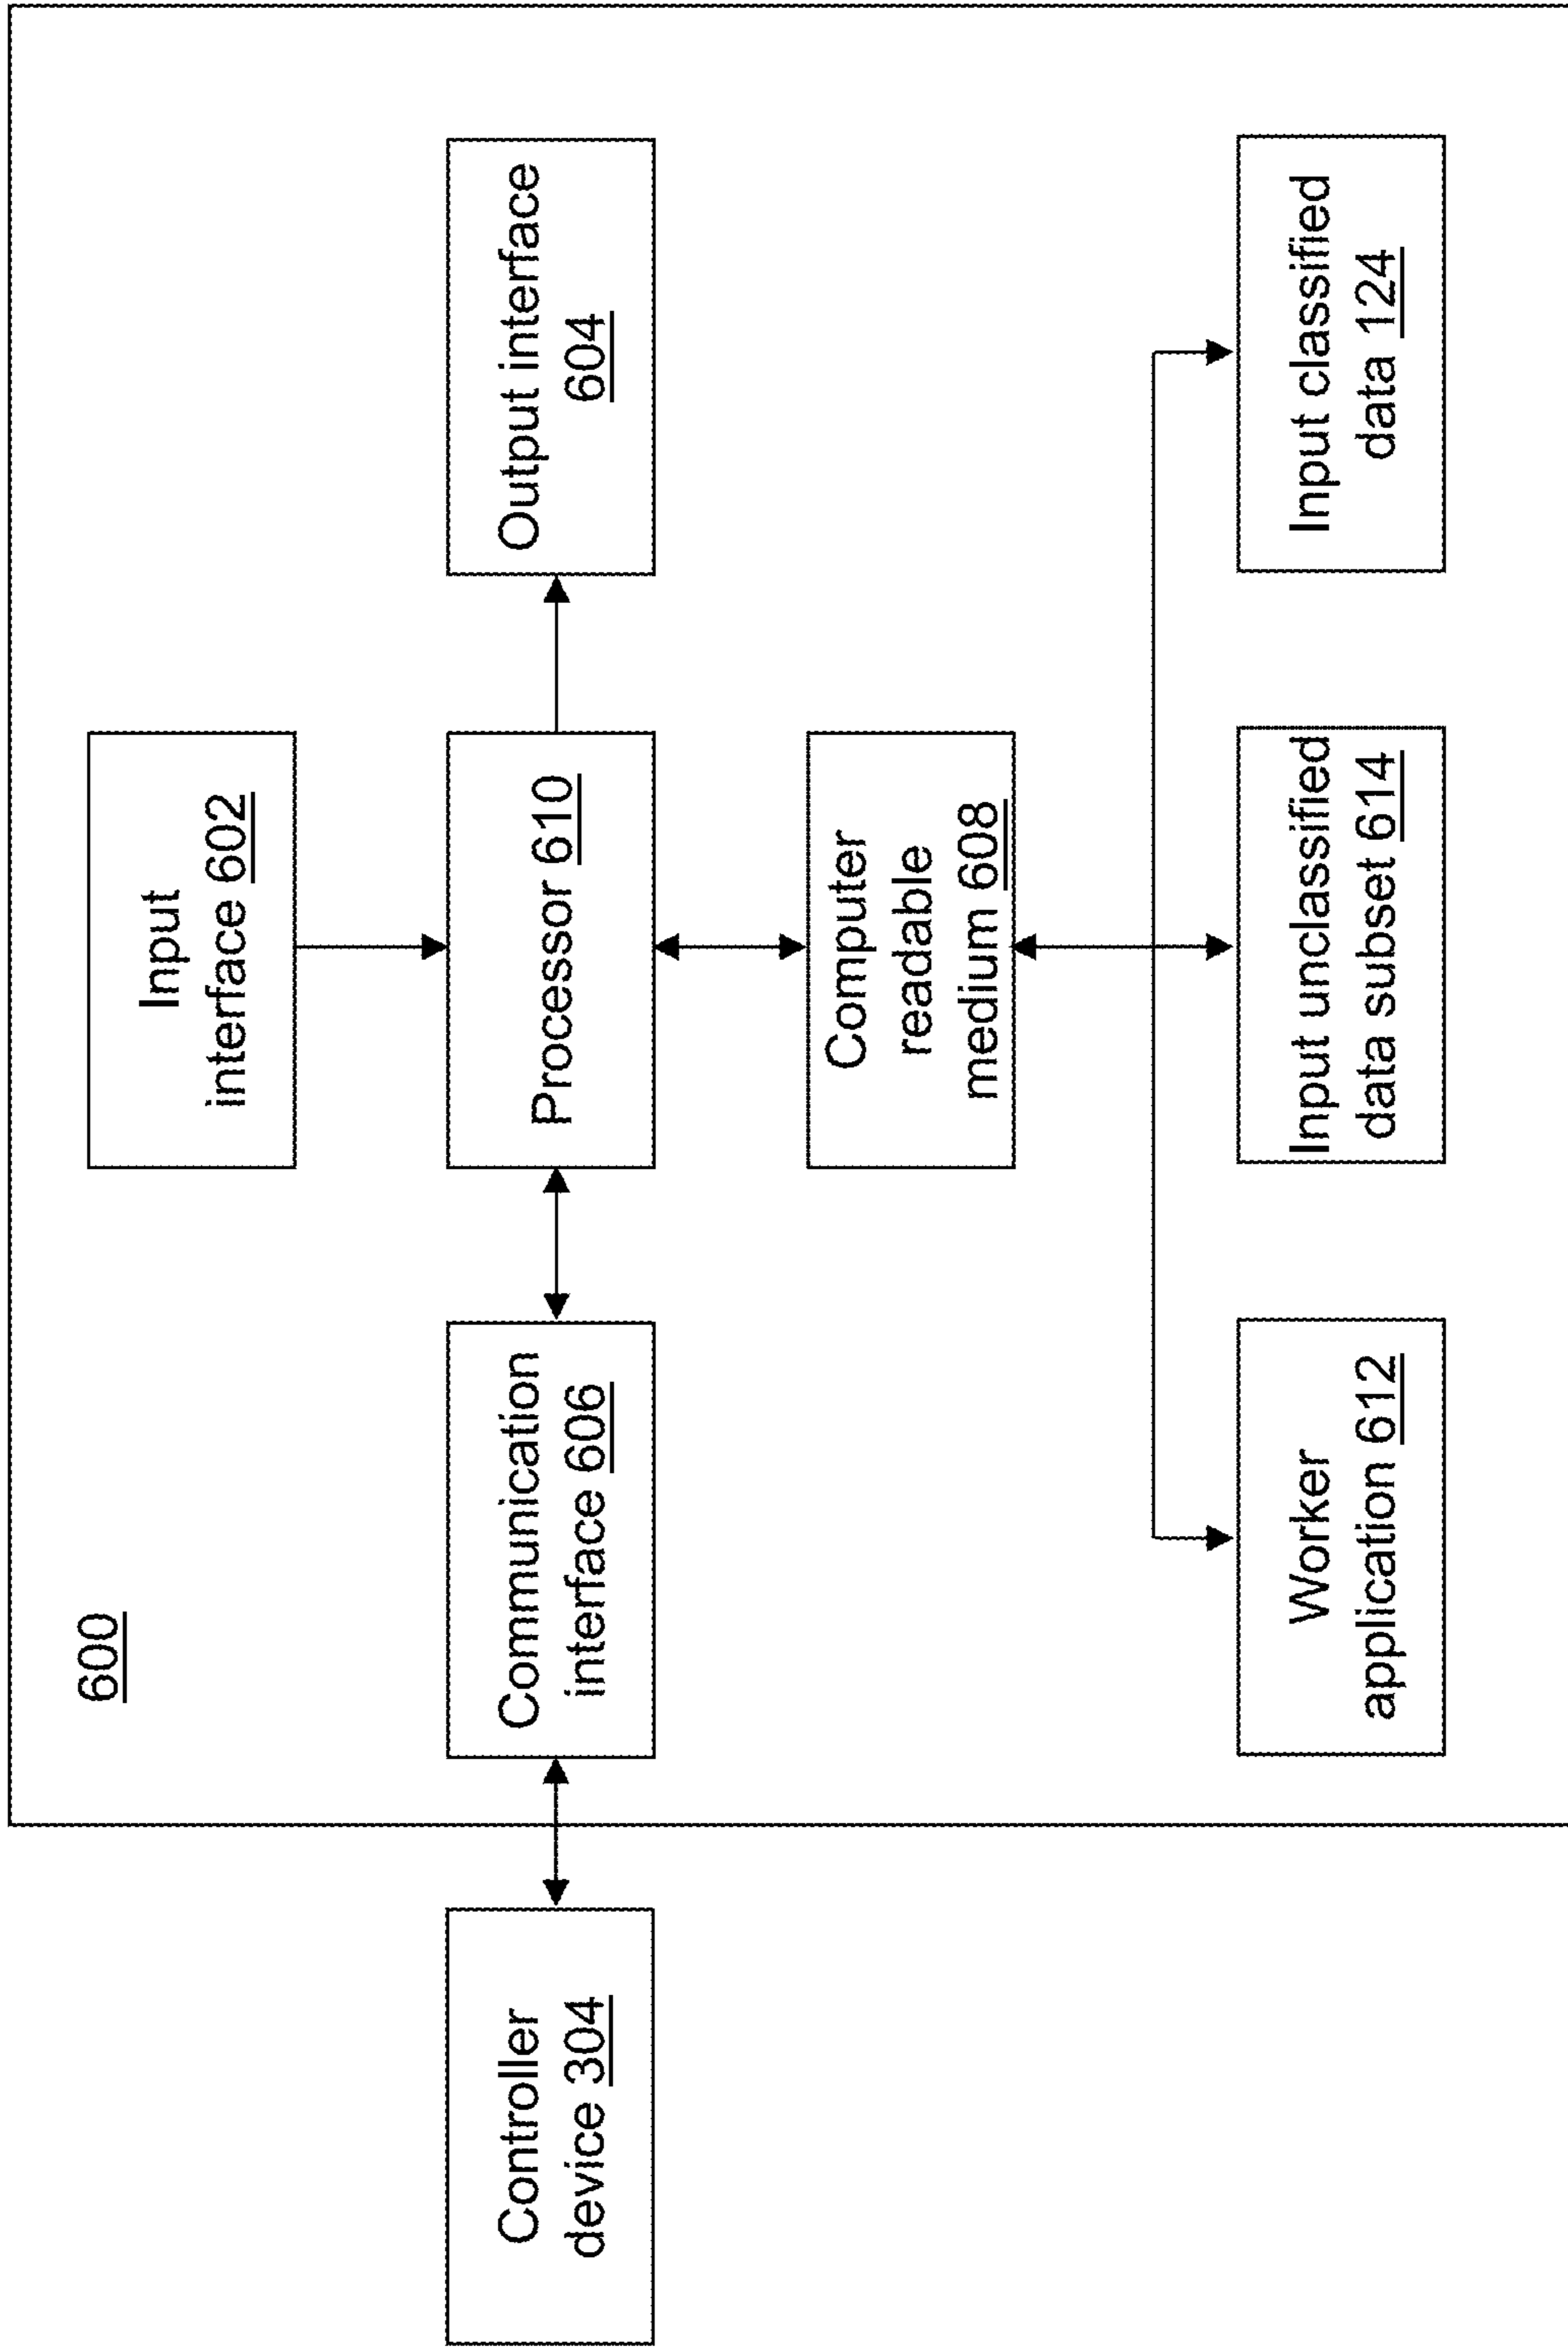 600
Input
interface 602
Controller
device 304
Communication
interface 606
Processor 610
Output interface
604
Computer
readable
medium 608
Worker
application 612
Input unclassified
data subset 614
Input classified
data 124